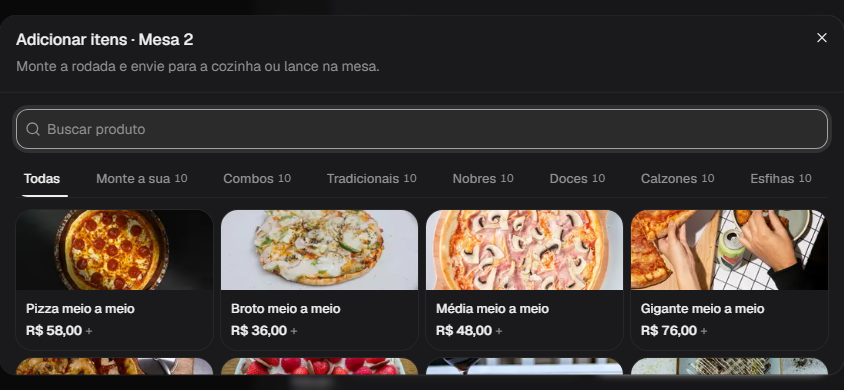 Adicionar itens · Mesa 2
Monte a rodada e envie para a cozinha ou lance na mesa.
Buscar produto
Todas Monte a sua 10 Combos 10 Tradicionais 10 Nobres 10 Doces 10 Calzones 10 Esfihas 10
Pizza meio a meio Broto meio a meio Média meio a meio Gigante meio a meio
R$ 58,00 + R$ 36,00 + R$ 48,00 + R$ 76,00 +